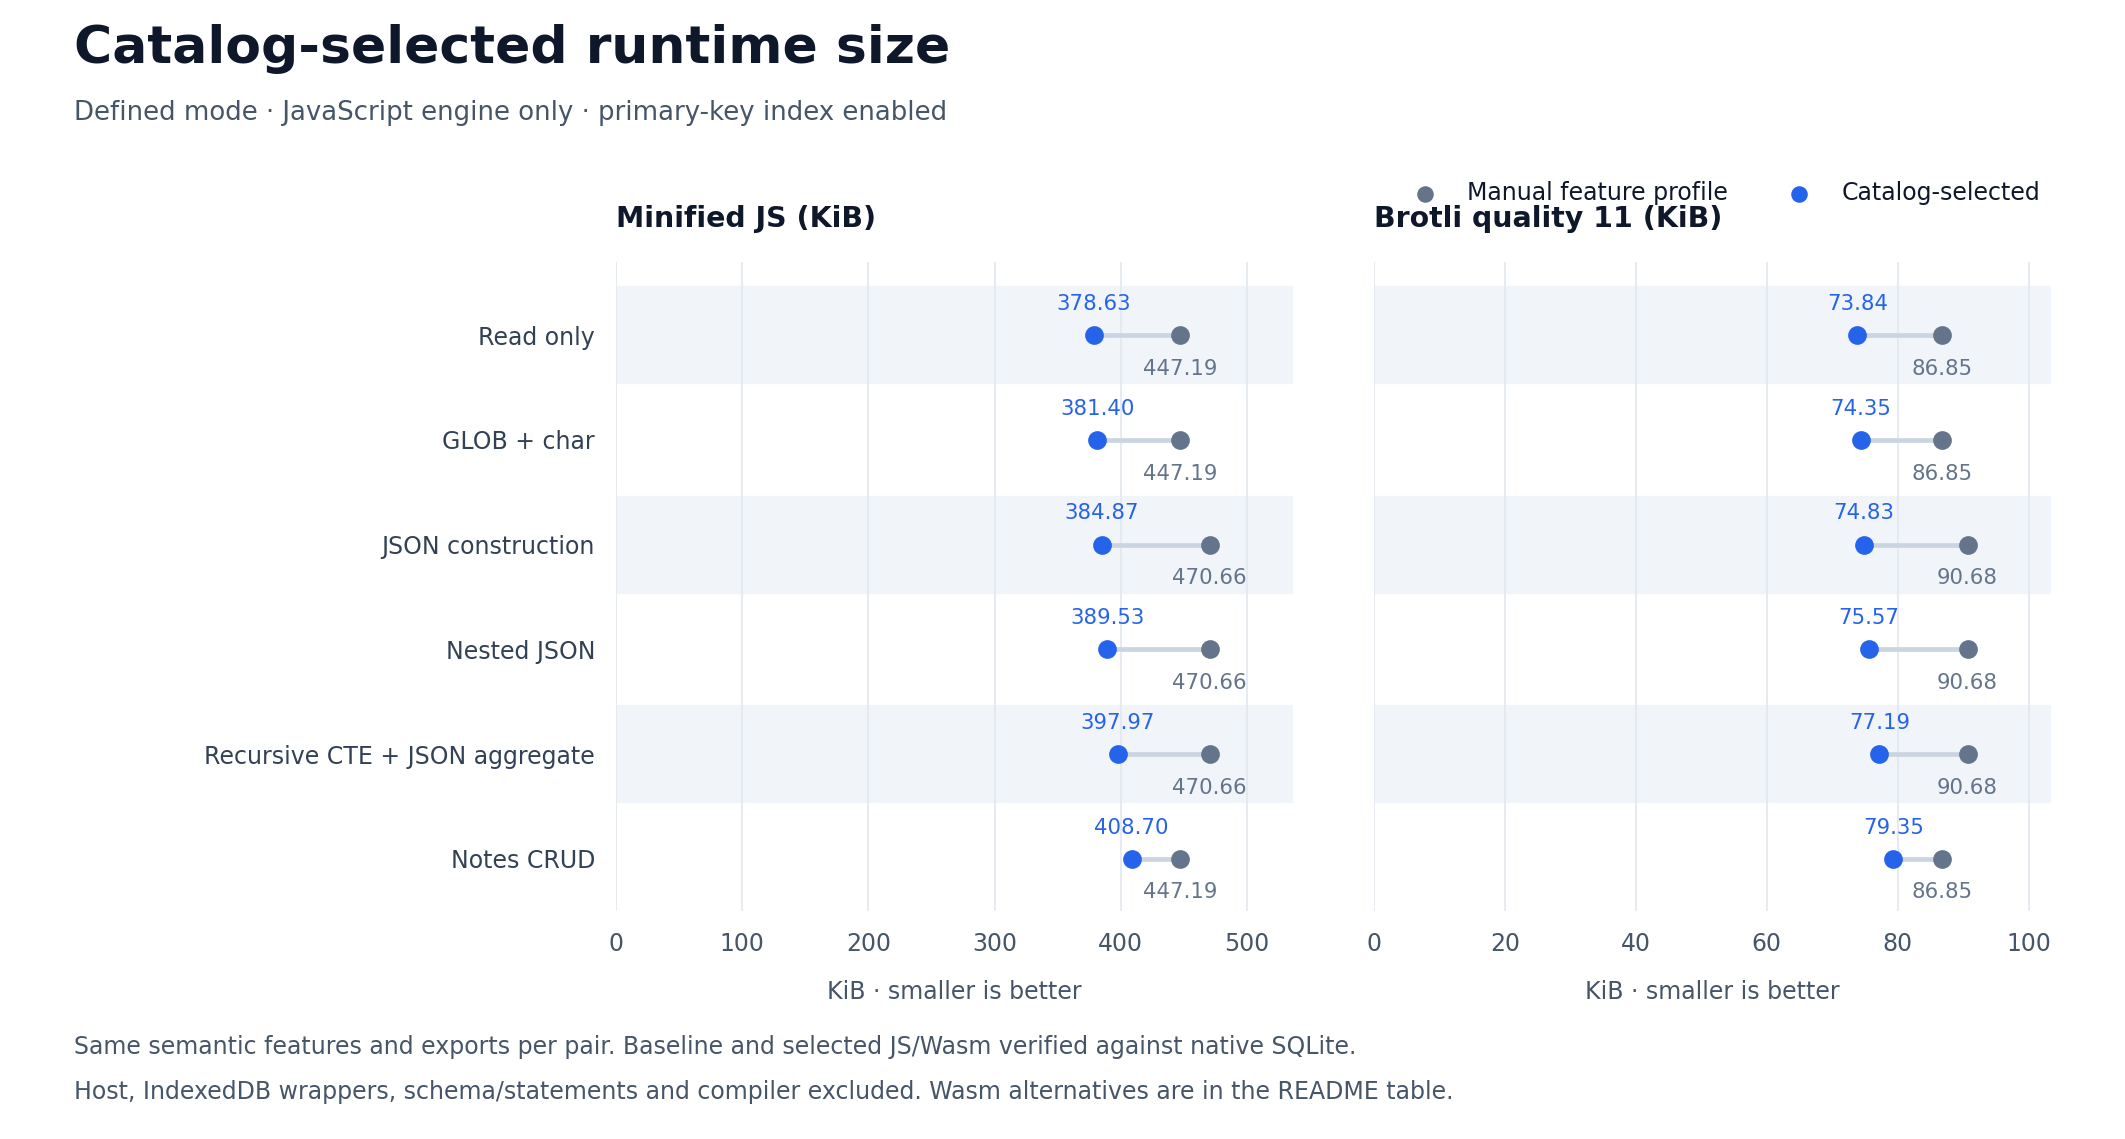 Catalog-selected runtime size
Defined mode · JavaScript engine only · primary-key index enabled
Manual feature profile
Catalog-selected
Minified JS (KiB)
Brotli quality 11 (KiB)
Read only
378.63
447.19
73.84
86.85
GLOB + char
381.40
447.19
74.35
86.85
JSON construction
384.87
470.66
74.83
90.68
Nested JSON
389.53
470.66
75.57
90.68
Recursive CTE + JSON aggregate
397.97
470.66
77.19
90.68
Notes CRUD
408.70
447.19
79.35
86.85
0 100 200 300 400 500
0 20 40 60 80 100
KiB · smaller is better
KiB · smaller is better
Same semantic features and exports per pair. Baseline and selected JS/Wasm verified against native SQLite.
Host, IndexedDB wrappers, schema/statements and compiler excluded. Wasm alternatives are in the README table.